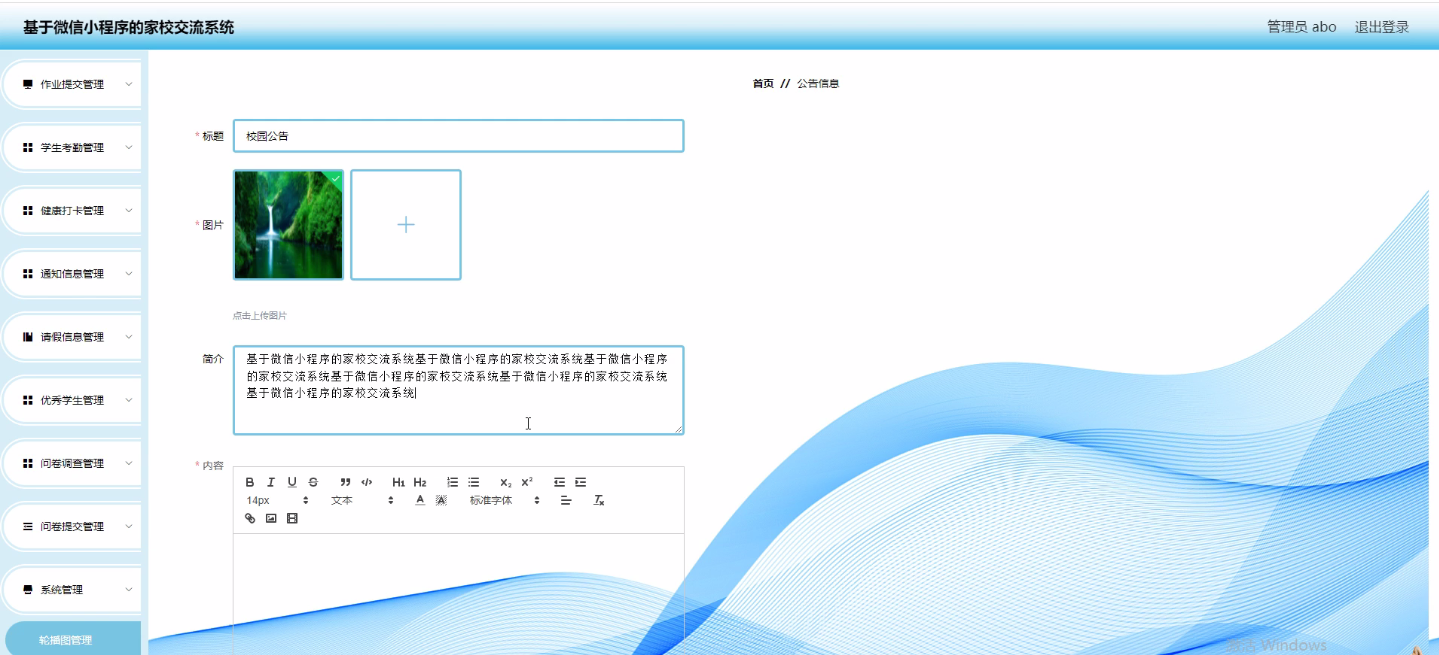 基于微信小程序的家校交流系统
管理员 abo 退出登录
作业提交管理
学生考勤管理
健康打卡管理
通知信息管理
请假信息管理
优秀学生管理
问卷调查管理
问卷提交管理
系统管理
轮播图管理
首页 // 公告信息
* 标题 校园公告
* 图片
点击上传图片
简介
基于微信小程序的家校交流系统基于微信小程序的家校交流系统基于微信小程序
的家校交流系统基于微信小程序的家校交流系统基于微信小程序的家校交流系统
基于微信小程序的家校交流系统
* 内容
B I U S H1 H2 X₂ X²
14px 文本 A 标准字体
激活 Windows